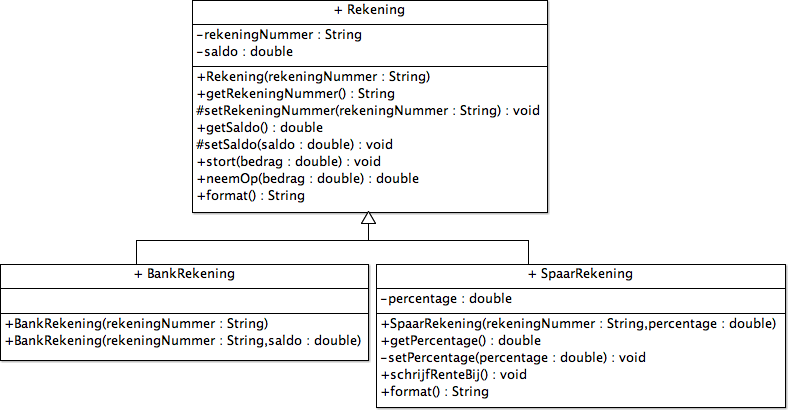 + Rekening
-rekeningNummer : String
-saldo : double
+Rekening(rekeningNummer : String)
+getRekeningNummer() : String
#setRekeningNummer(rekeningNummer : String) : void
+getSaldo() : double
#setSaldo(saldo : double) : void
+stort(bedrag : double) : void
+neemOp(bedrag : double) : double
+format() : String
+ BankRekening
+BankRekening(rekeningNummer : String)
+BankRekening(rekeningNummer : String,saldo : double)
+ SpaarRekening
-percentage : double
+SpaarRekening(rekeningNummer : String,percentage : double)
+getPercentage() : double
-setPercentage(percentage : double) : void
+schrijfRenteBij() : void
+format() : String